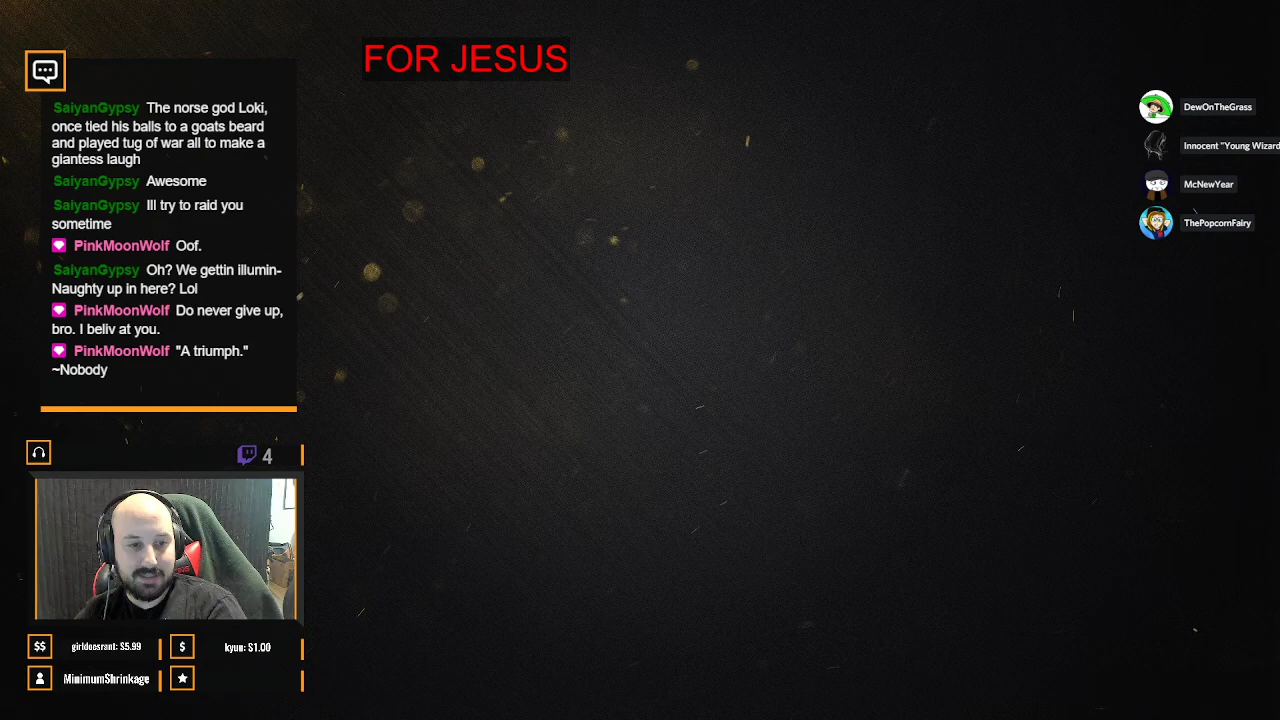 FOR JESUS
SaiyanGypsy The norse god Loki,
once tied his balls to a goats beard
and played tug of war all to make a
giantess laugh
SaiyanGypsy Awesome
SaiyanGypsy Ill try to raid you
sometime
PinkMoonWolf Oof.
SaiyanGypsy Oh? We gettin illumin-
Naughty up in here? Lol
PinkMoonWolf Do never give up,
bro. I beliv at you.
PinkMoonWolf "A triumph."
~Nobody
4
$$ girldoesrant: $5.99 $ kyuu: $1.00
MinimumShrinkage
DewOnTheGrass
Innocent "Young Wizard
McNewYear
ThePopcornFairy